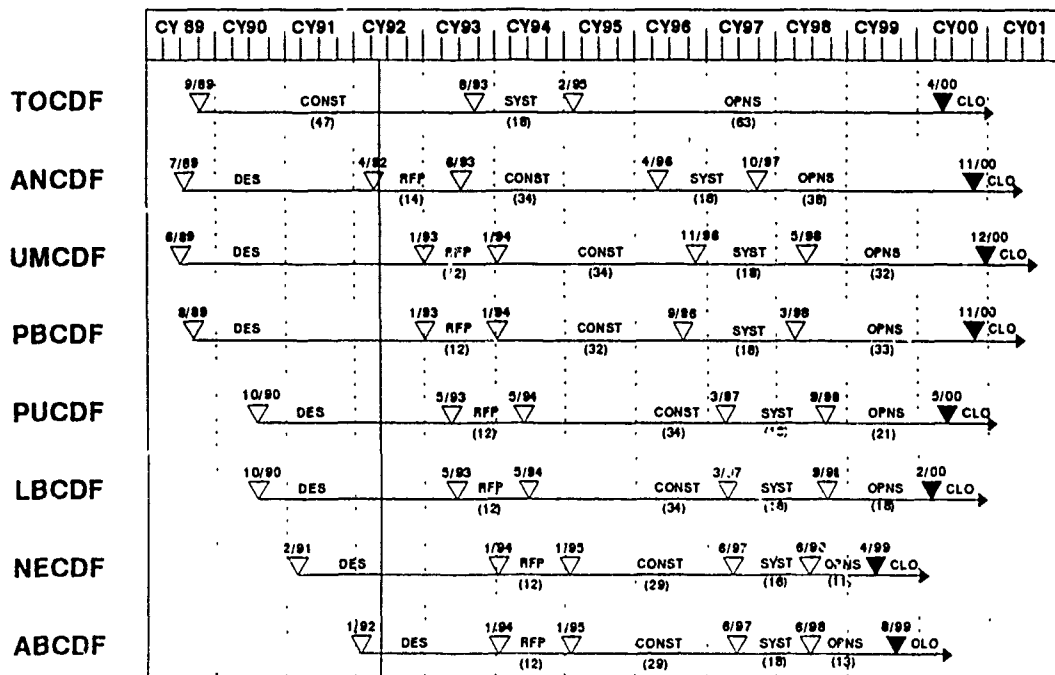 CY 89 CY90 CY91 CY92 CY93 CY94 CY95 CY96 CY97 CY98 CY99 CY00 CY01
TOCDF 9/89 CONST (47) 8/93 SYST (18) 2/95 OPNS (63) 4/00 CLO
ANCDF 7/89 DES 4/92 RFP (14) 6/93 CONST (34) 4/96 SYST (18) 10/97 OPNS (38) 11/00 CLO
UMCDF 6/89 DES 1/93 RFP (12) 1/94 CONST (34) 11/96 SYST (18) 5/98 OPNS (32) 12/00 CLO
PBCDF 8/89 DES 1/93 RFP (12) 1/94 CONST (32) 9/96 SYST (18) 3/98 OPNS (33) 11/00 CLO
PUCDF 10/90 DES 5/93 RFP (12) 5/94 CONST (34) 3/97 SYST 9/98 OPNS (21) 5/00 CLO
LBCDF 10/90 DES 5/93 RFP (12) 5/94 CONST (34) SYST (18) 9/98 OPNS (18) 2/00 CLO
NECDF 2/91 DES 1/94 RFP (12) 1/95 CONST (29) 6/97 SYST (16) OPNS (11) 4/99 CLO
ABCDF 1/92 DES 1/94 RFP (12) 1/95 CONST (29) 6/97 SYST (18) 6/98 OPNS (13) 8/99 OLO